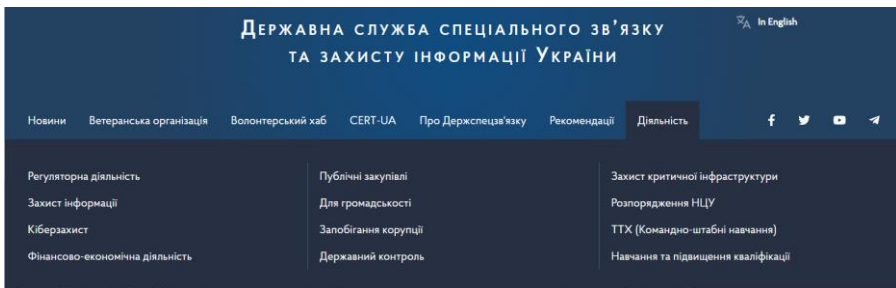 Державна служба спеціального зв'язку
та захисту інформації України
In English
Новини Ветеранська організація Волонтерський хаб CERT-UA Про Держспецзв'язку Рекомендації Діяльність
Регуляторна діяльність
Захист інформації
Кіберзахист
Фінансово-економічна діяльність
Публічні закупівлі
Для громадськості
Запобігання корупції
Державний контроль
Захист критичної інфраструктури
Розпорядження НЦУ
ТТХ (Командно-штабні навчання)
Навчання та підвищення кваліфікації